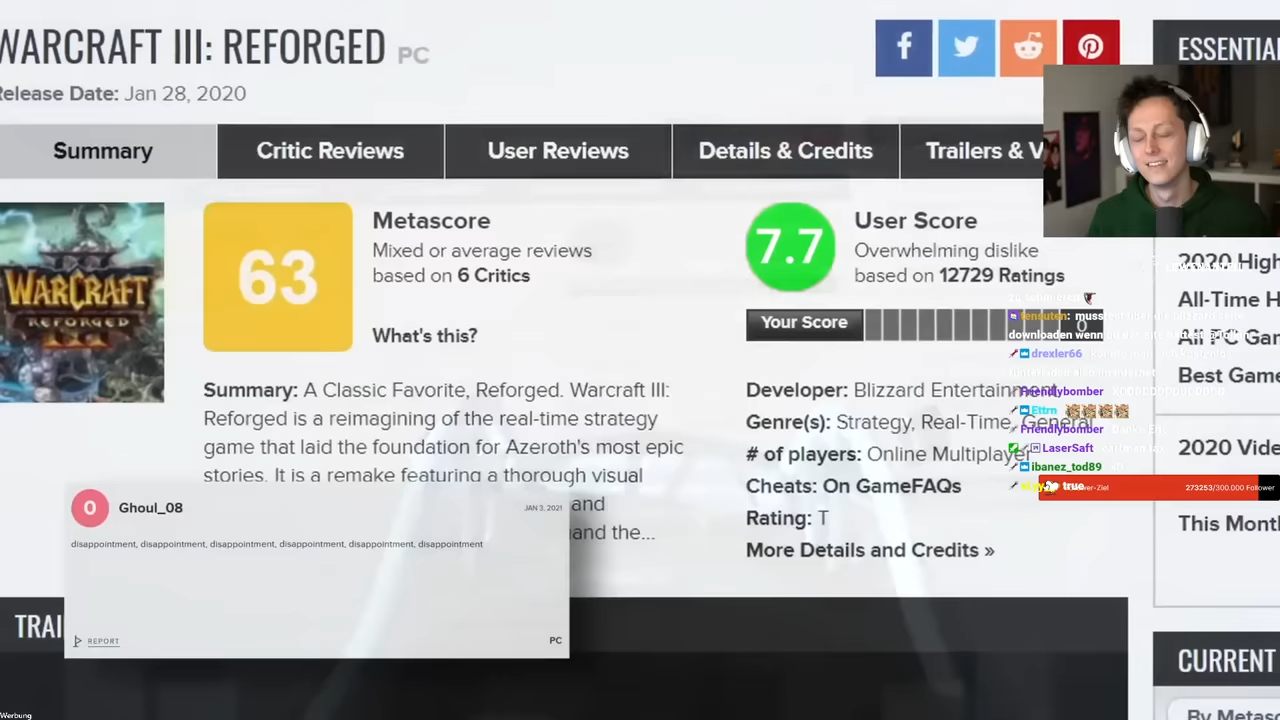 WARCRAFT III: REFORGED PC
Release Date: Jan 28, 2020
Summary
Critic Reviews
User Reviews
Details & Credits
Trailers & V
ESSENTIA
WARCRAFT
REFORGED
III
63
Metascore
Mixed or average reviews
based on 6 Critics
What's this?
7.7
User Score
Overwhelming dislike
based on 12729 Ratings
Your Score
0
Summary: A Classic Favorite, Reforged. Warcraft III:
Reforged is a reimagining of the real-time strategy
game that laid the foundation for Azeroth's most epic
stories. It is a remake featuring a thorough visual
and
and the...
Developer: Blizzard Entertainment
Genre(s): Strategy, Real-Time, General
# of players: Online Multiplayer
Cheats: On GameFAQs
Rating: T
More Details and Credits »
2020 High
All-Time H
All PC Gam
Best Game
2020 Vide
This Month
CURRENT
By Metasc
drexler66
Friendlybomber
Ettrn
Friendlybomber
LaserSaft
ibanez_tod89
true
273253/300.000 Follower
O Ghoul_08
JAN 3, 2021
disappointment, disappointment, disappointment, disappointment, disappointment, disappointment
REPORT
PC
TRAI
Werbung